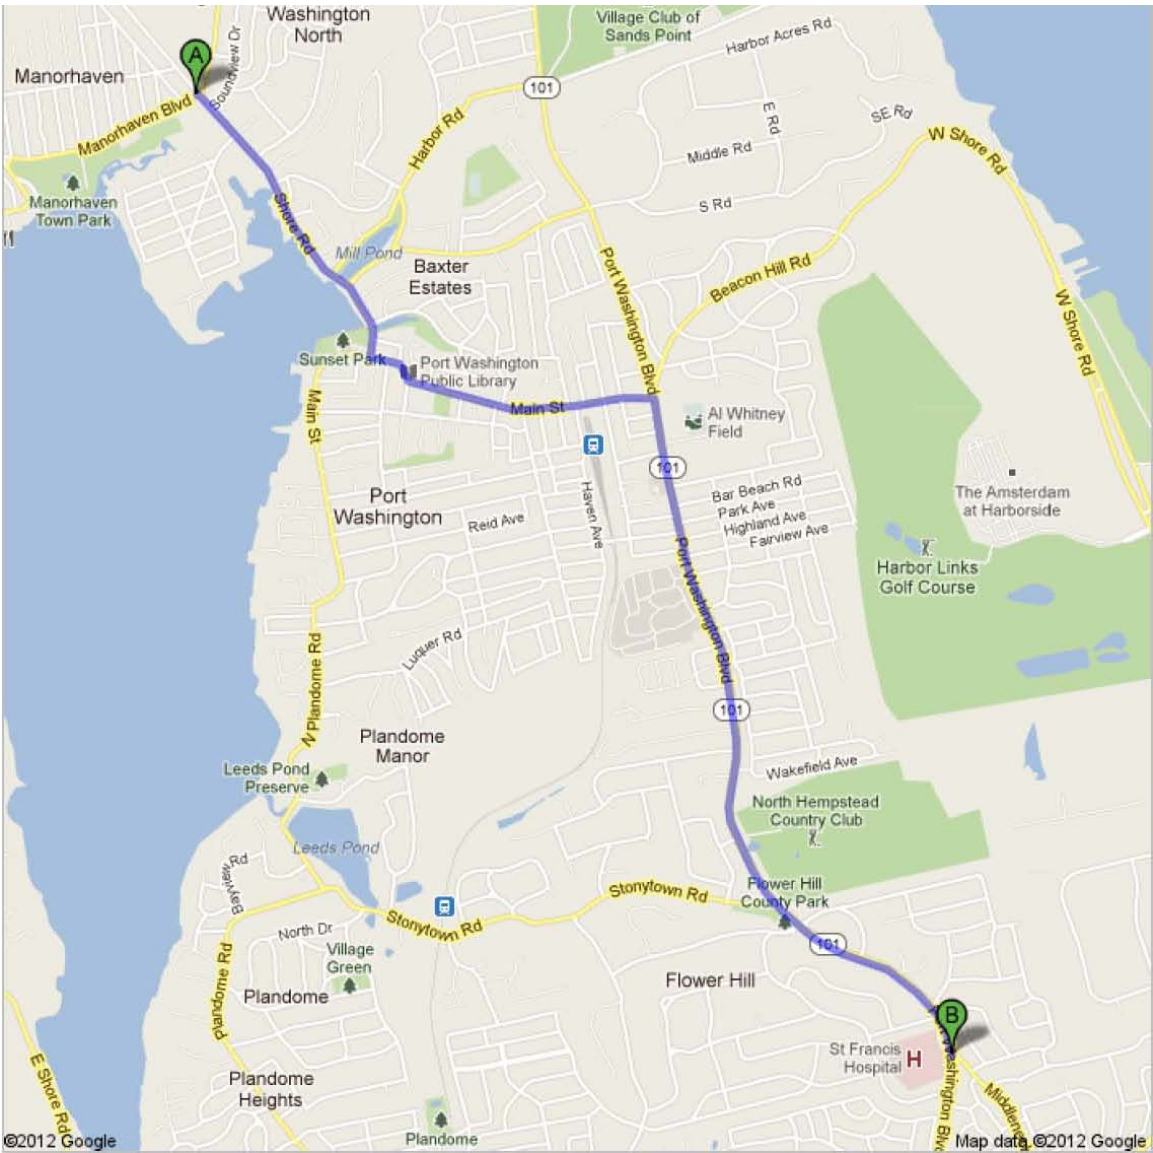 Washington
North
Village Club of
Sands Point
Harbor Acres Rd
A
Soundview Dr
Manorhaven
101
Manorhaven Blvd
Harbor Rd
E Rd
SE Rd
W Shore Rd
Middle Rd
Manorhaven
Town Park
S Rd
Shore Rd
Mill Pond
Baxter
Estates
Port Washington Blvd
Beacon Hill Rd
W Shore Rd
Sunset Park
Port Washington
Public Library
Main St
Main St
Al Whitney
Field
101
Bar Beach Rd
Park Ave
Highland Ave
Fairview Ave
The Amsterdam
at Harborside
Port
Washington
Reid Ave
Haven Ave
Harbor Links
Golf Course
Port Washington Blvd
Luquer Rd
N Plandome Rd
101
Plandome
Manor
Leeds Pond
Preserve
Wakefield Ave
North Hempstead
Country Club
Leeds Pond
Bayview Rd
Flower Hill
County Park
Stonytown Rd
Stonytown Rd
North Dr
101
Village
Green
Plandome Rd
Plandome
Flower Hill
B
St Francis
Hospital
H
Washington Blv
Middlene
E Shore Rd
Plandome
Heights
Plandome
©2012 Google
Map data ©2012 Google